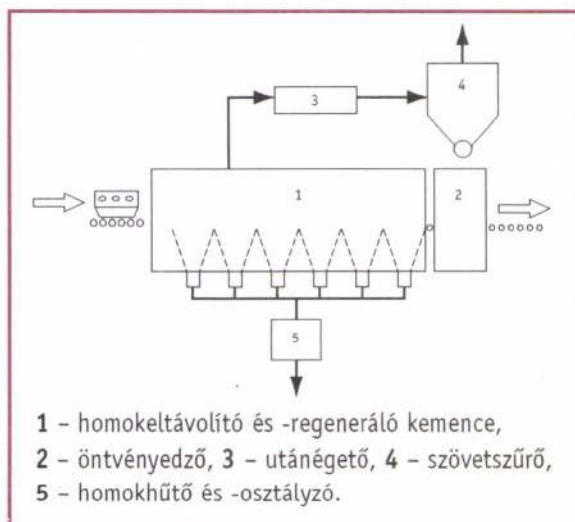 3
4
1
2
5
1 – homokeltávolító és -regeneráló kemence,
2 – öntvényedző, 3 – utánégető, 4 – szövetszűrő,
5 – homokhűtő és -osztályzó.